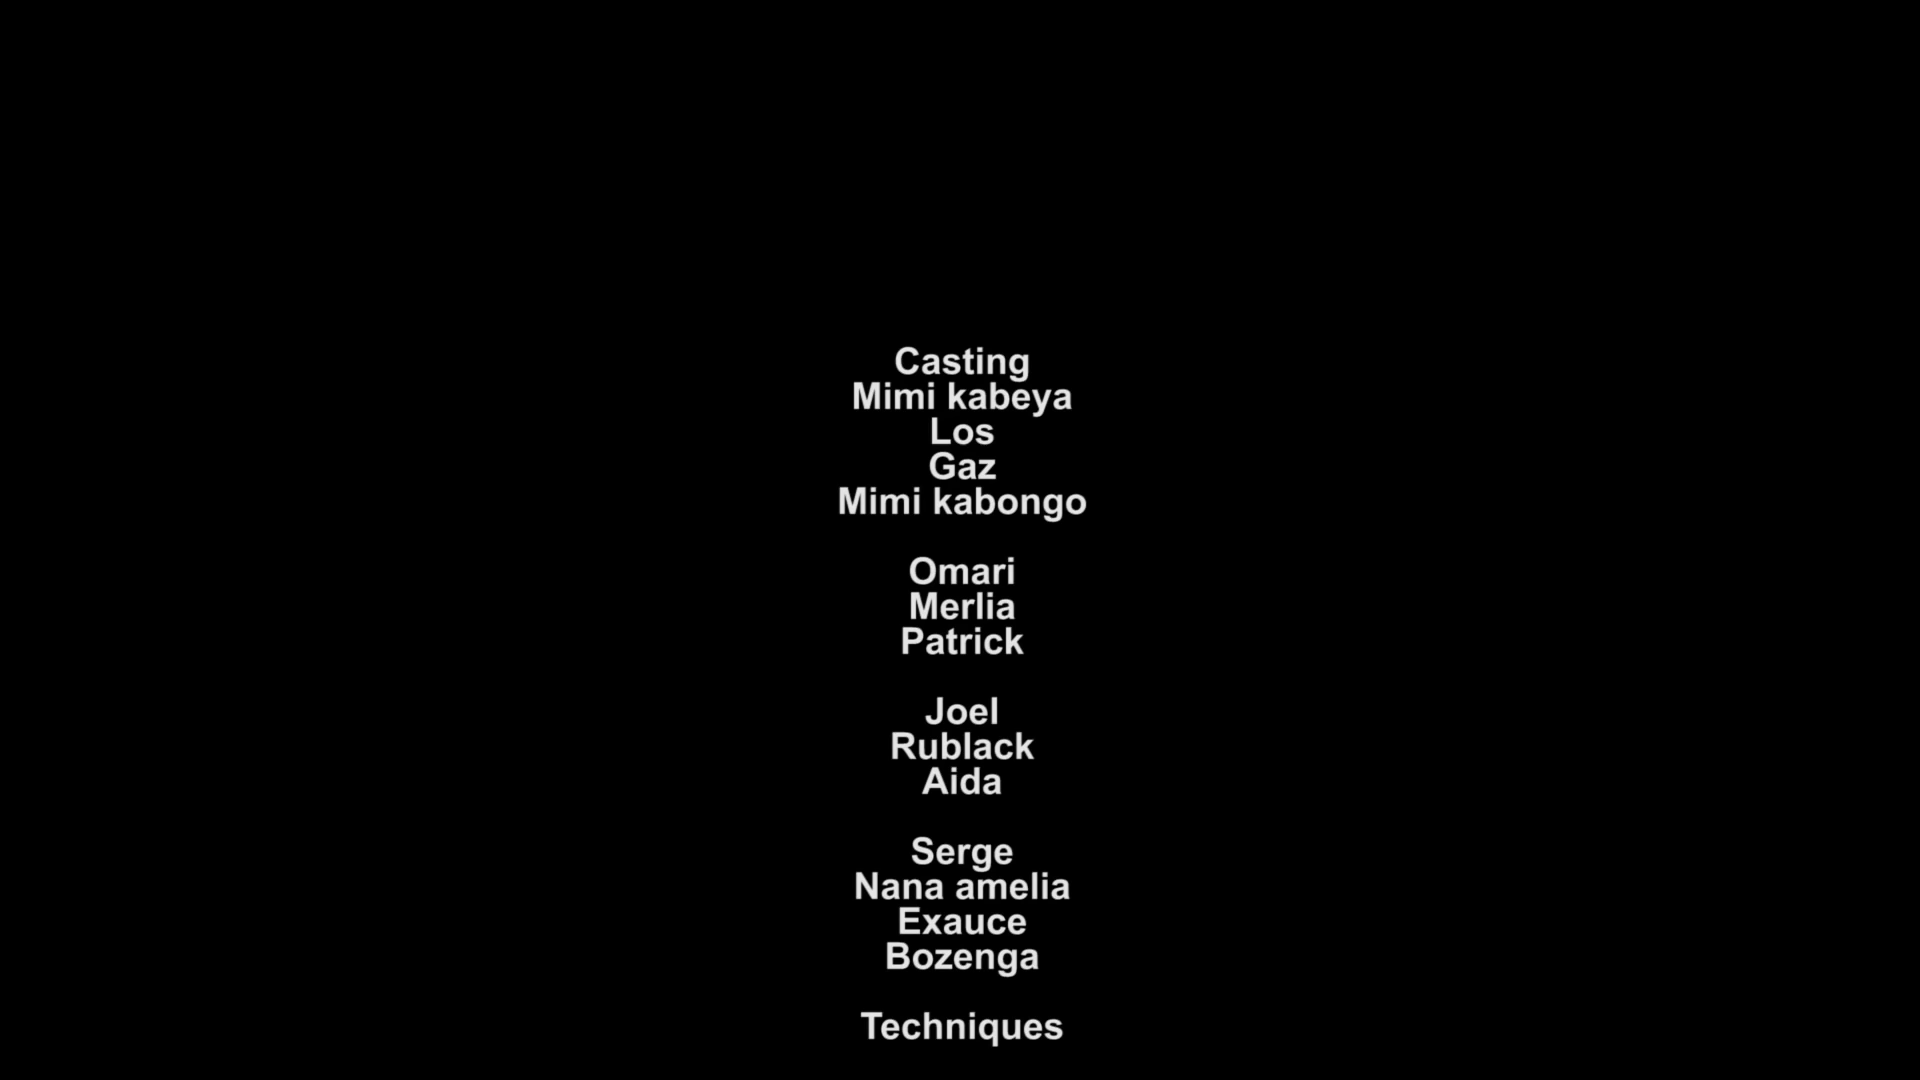 Casting
Mimi kabeya
Los
Gaz
Mimi kabongo
Omari
Merlia
Patrick
Joel
Rublack
Aida
Serge
Nana amelia
Exauce
Bozenga
Techniques